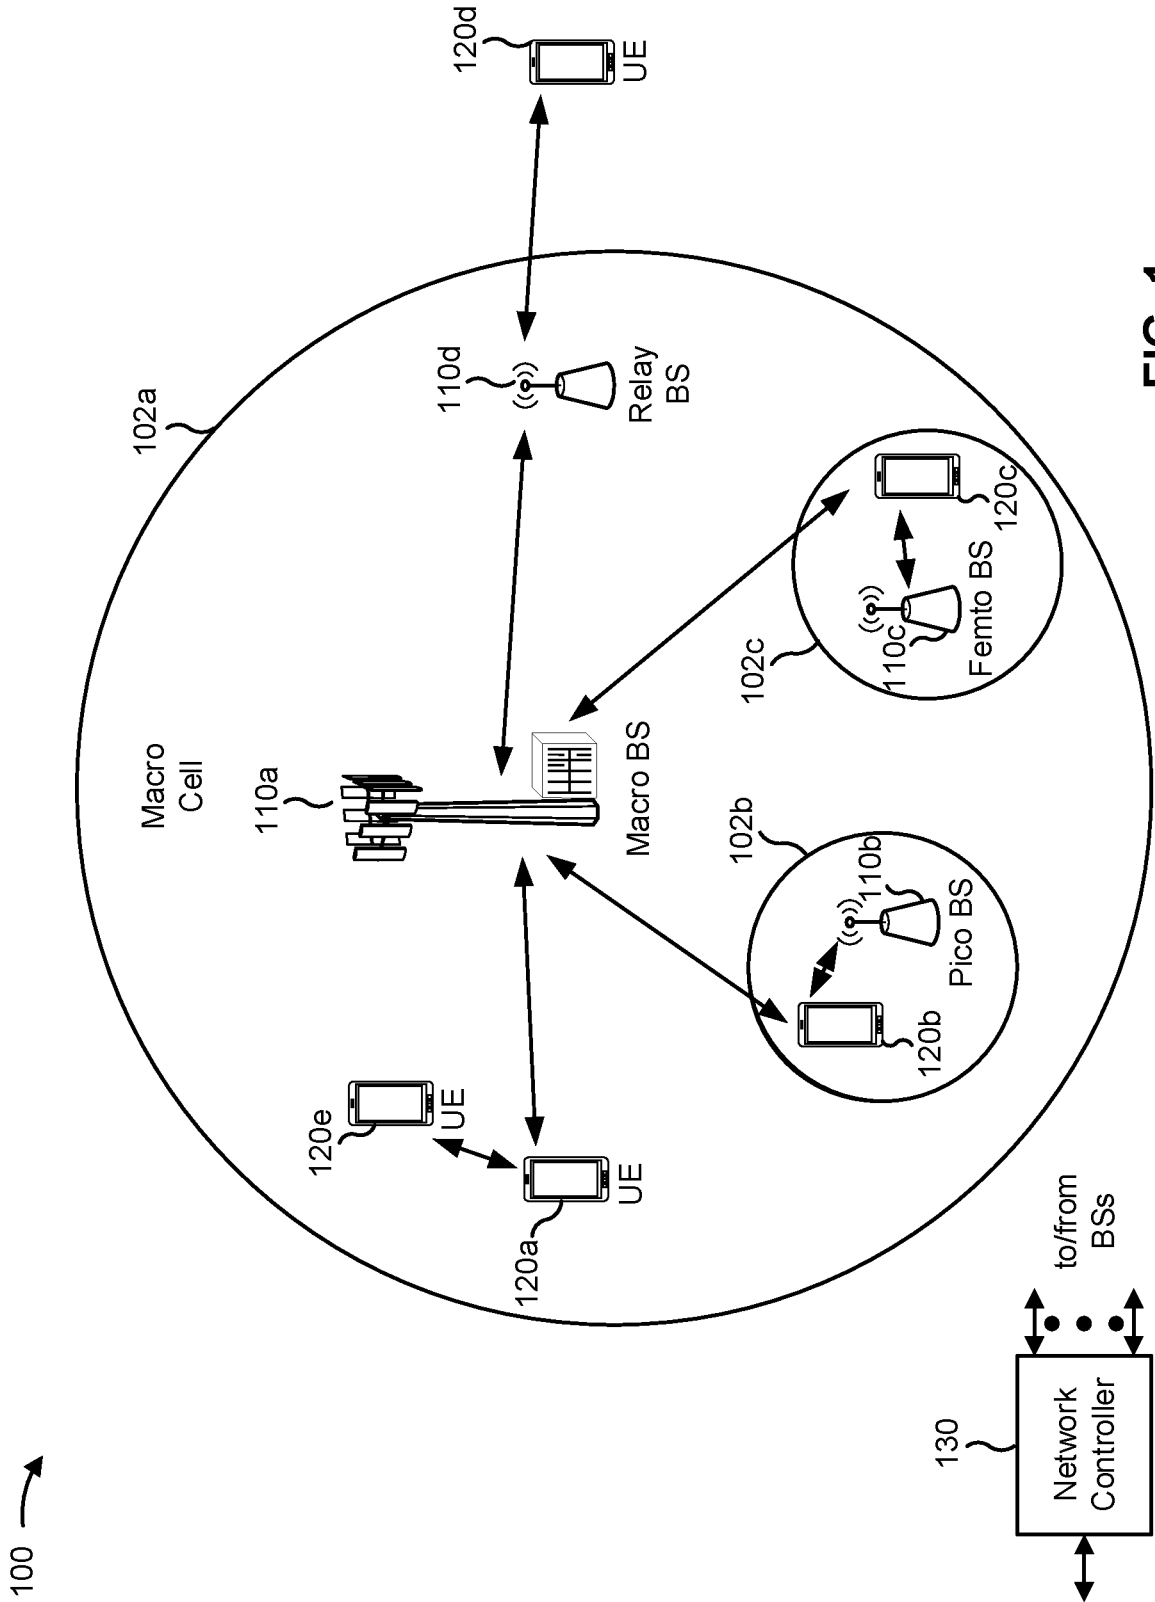 100
102a
Macro
Cell
110a
120d
UE
110d
Relay
BS
120e
UE
120a
UE
Macro BS
102c
110c
120c
Femto BS
102b
110b
120b
Pico BS
130
Network
Controller
to/from
BSs